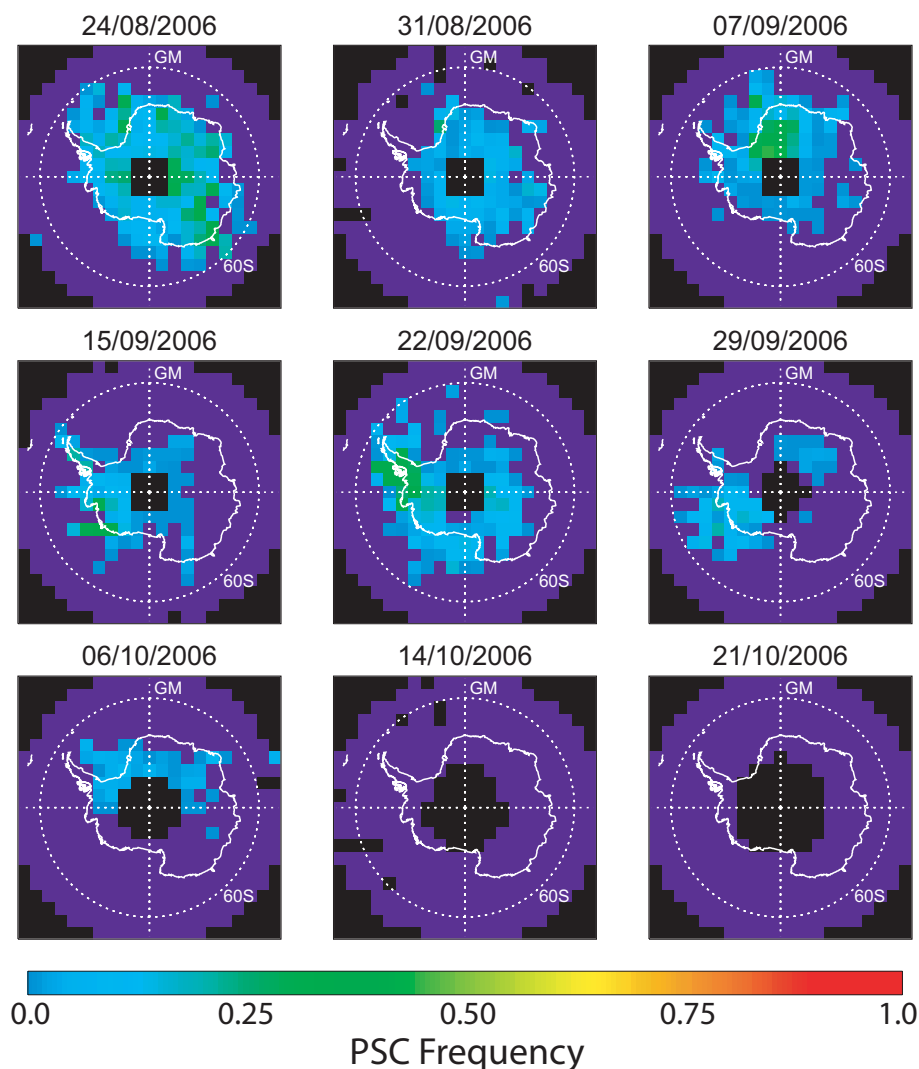 24/08/2006 31/08/2006 07/09/2006
GM GM GM
60S 60S 60S
15/09/2006 22/09/2006 29/09/2006
GM GM GM
60S 60S 60S
06/10/2006 14/10/2006 21/10/2006
GM GM GM
60S 60S 60S
0.0 0.25 0.50 0.75 1.0
PSC Frequency